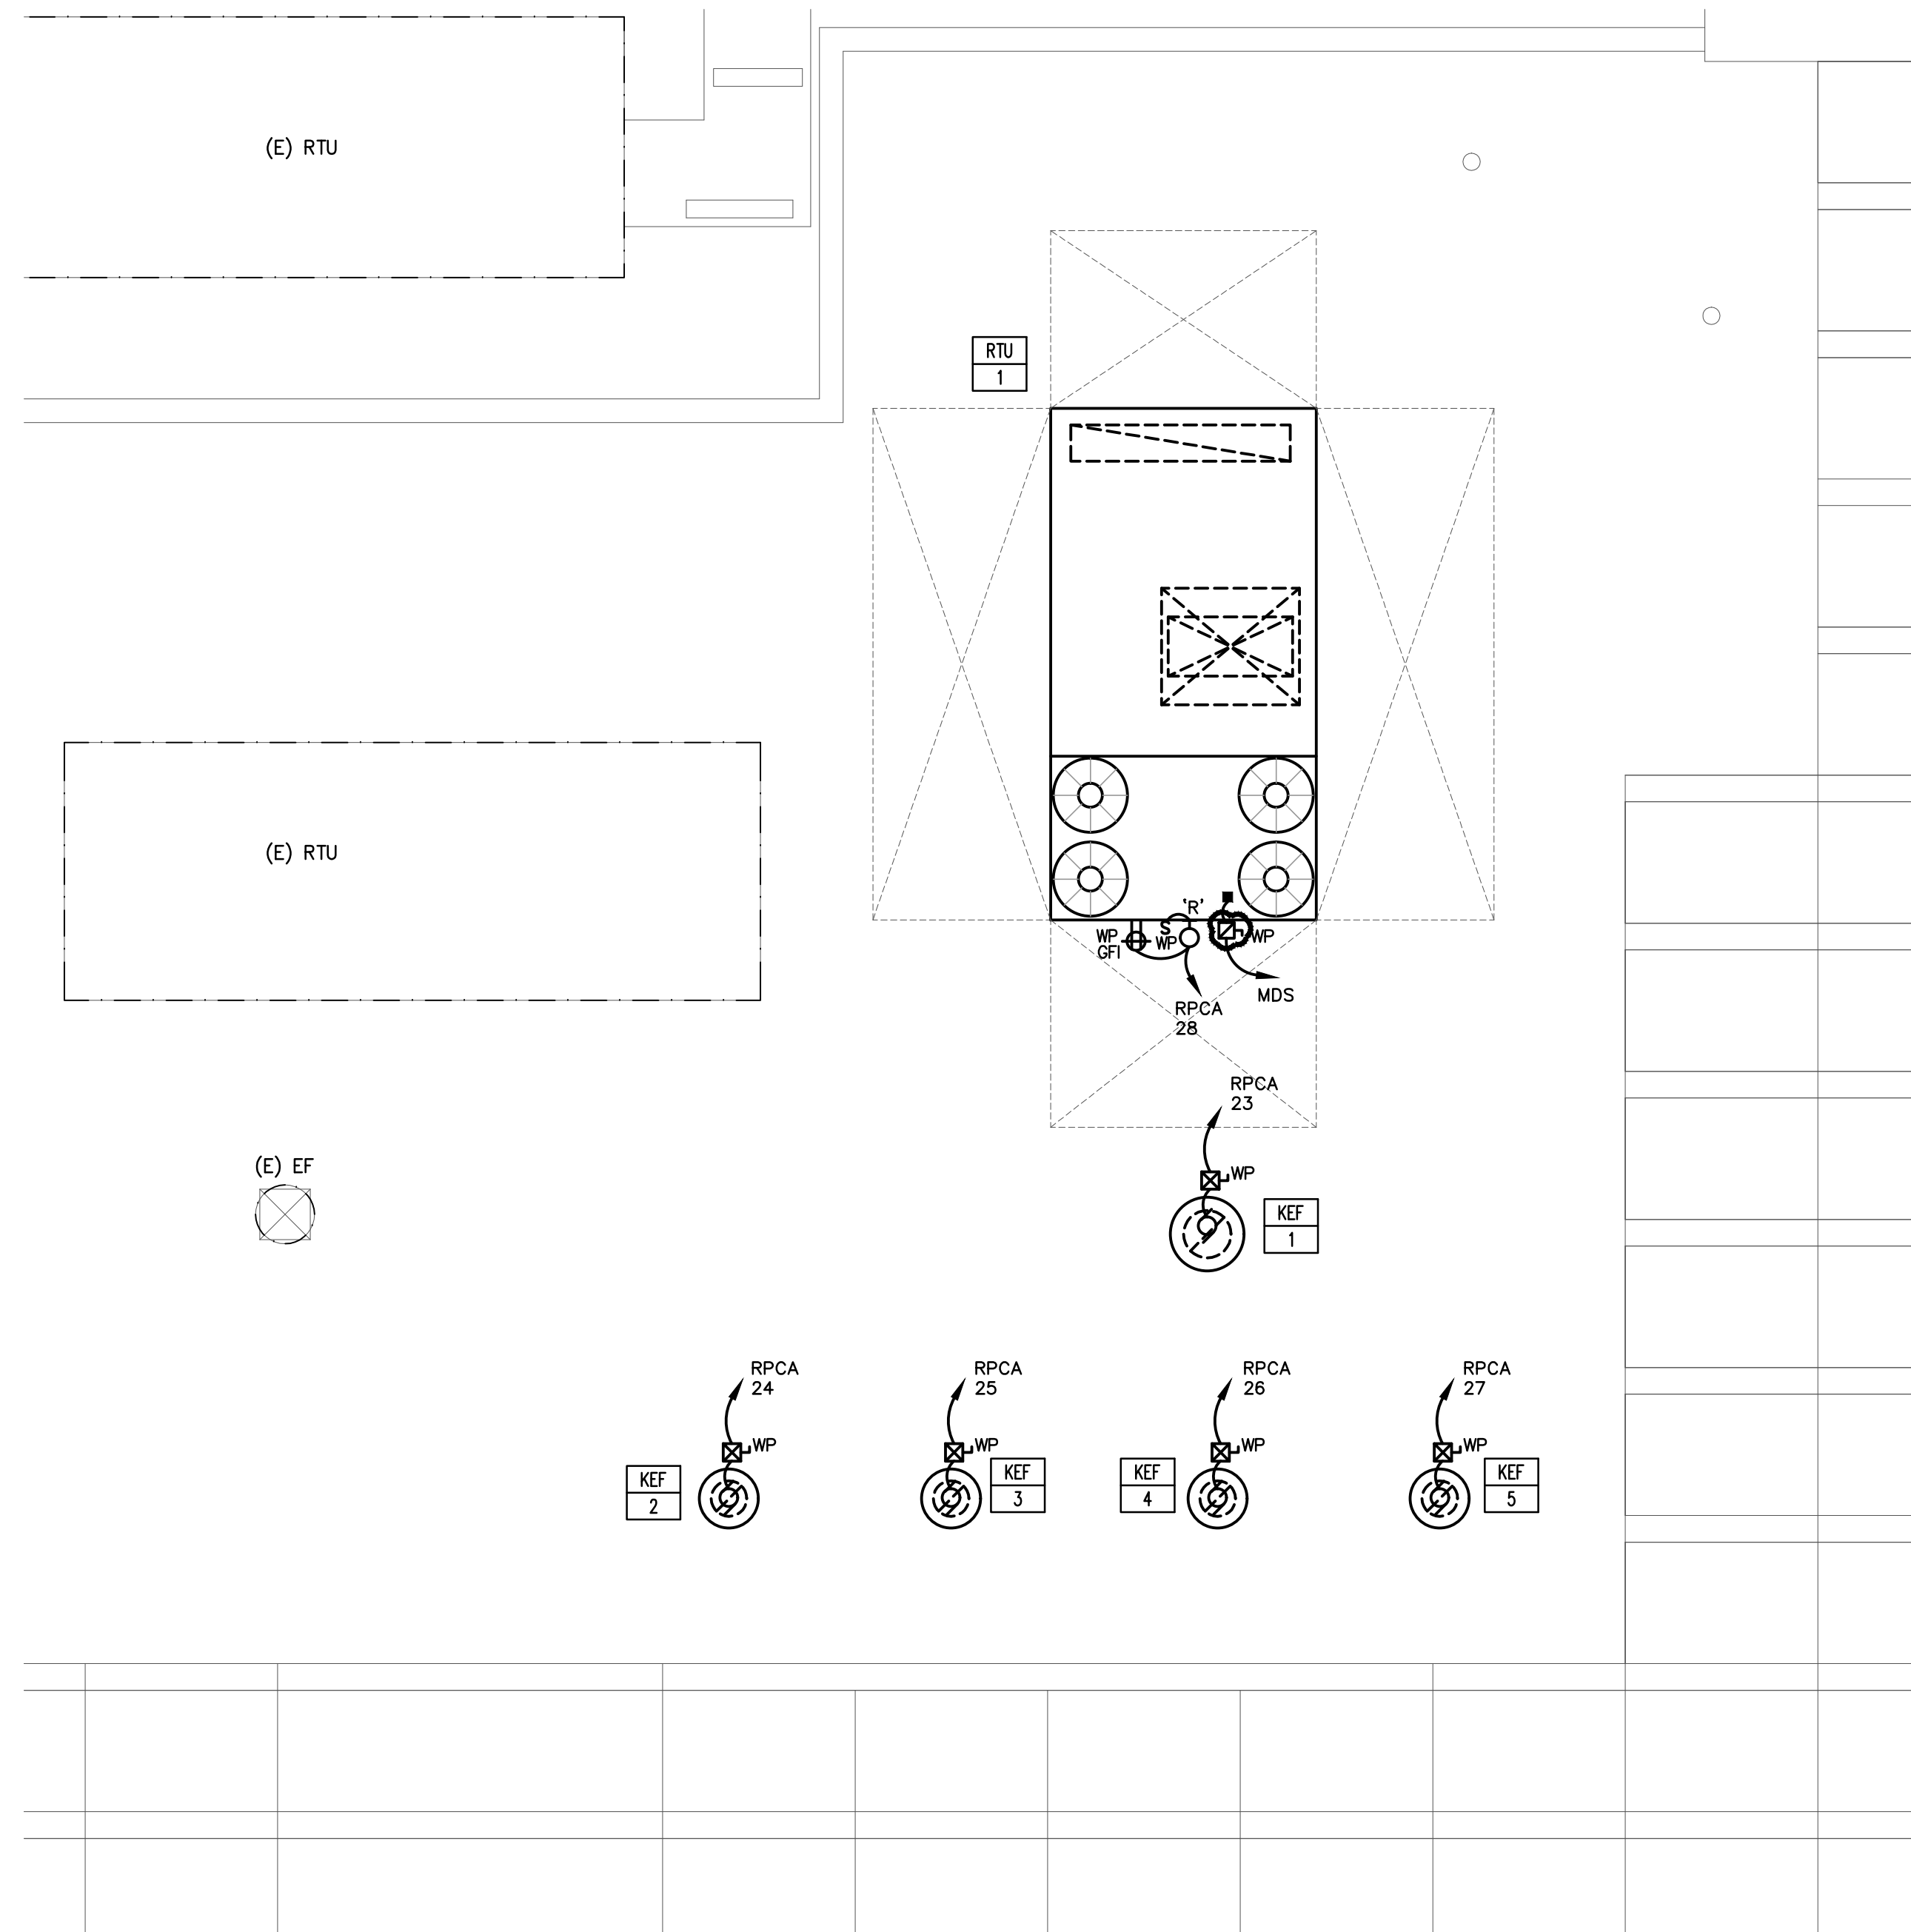 (E) RTU
RTU
1
(E) RTU
'R'
S
WP
GFI
WP
WP
MDS
RPCA
28
RPCA
23
(E) EF
WP
KEF
1
RPCA
24
RPCA
25
RPCA
26
RPCA
27
WP
WP
WP
WP
KEF
2
KEF
3
KEF
4
KEF
5